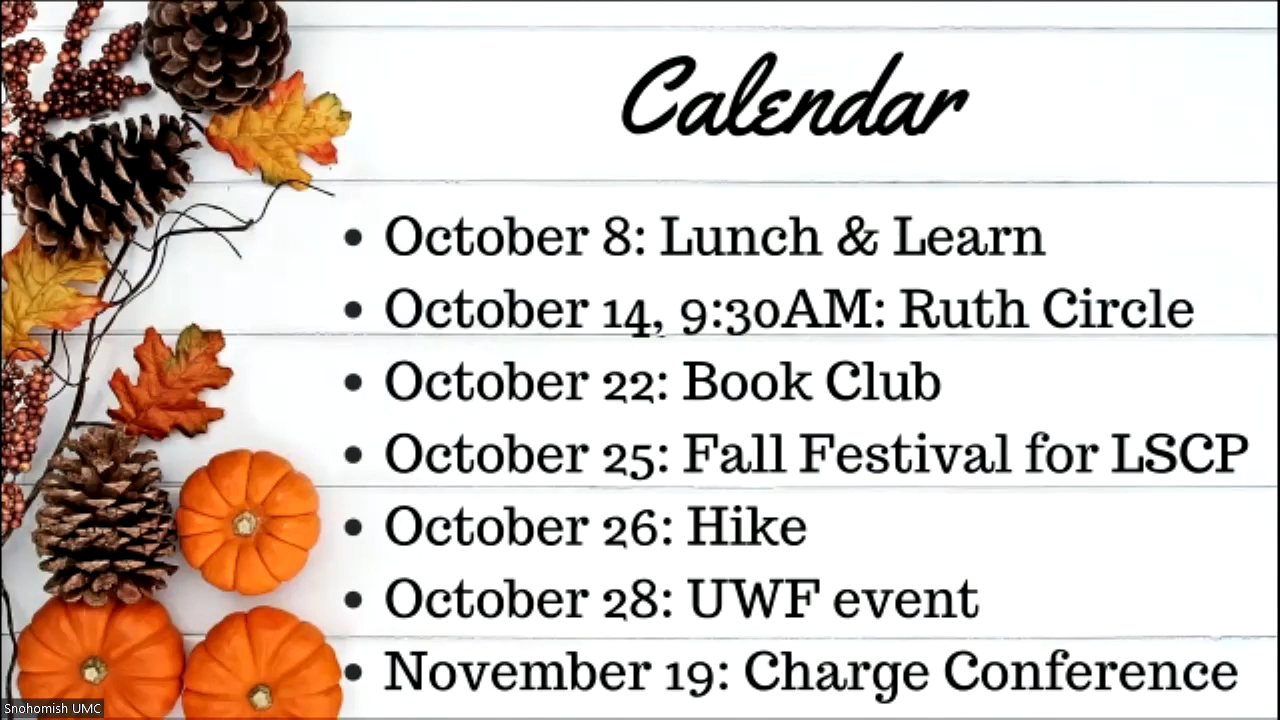 Calendar
• October 8: Lunch & Learn
• October 14, 9:30AM: Ruth Circle
• October 22: Book Club
• October 25: Fall Festival for LSCP
• October 26: Hike
• October 28: UWF event
• November 19: Charge Conference
Snohomish UMC